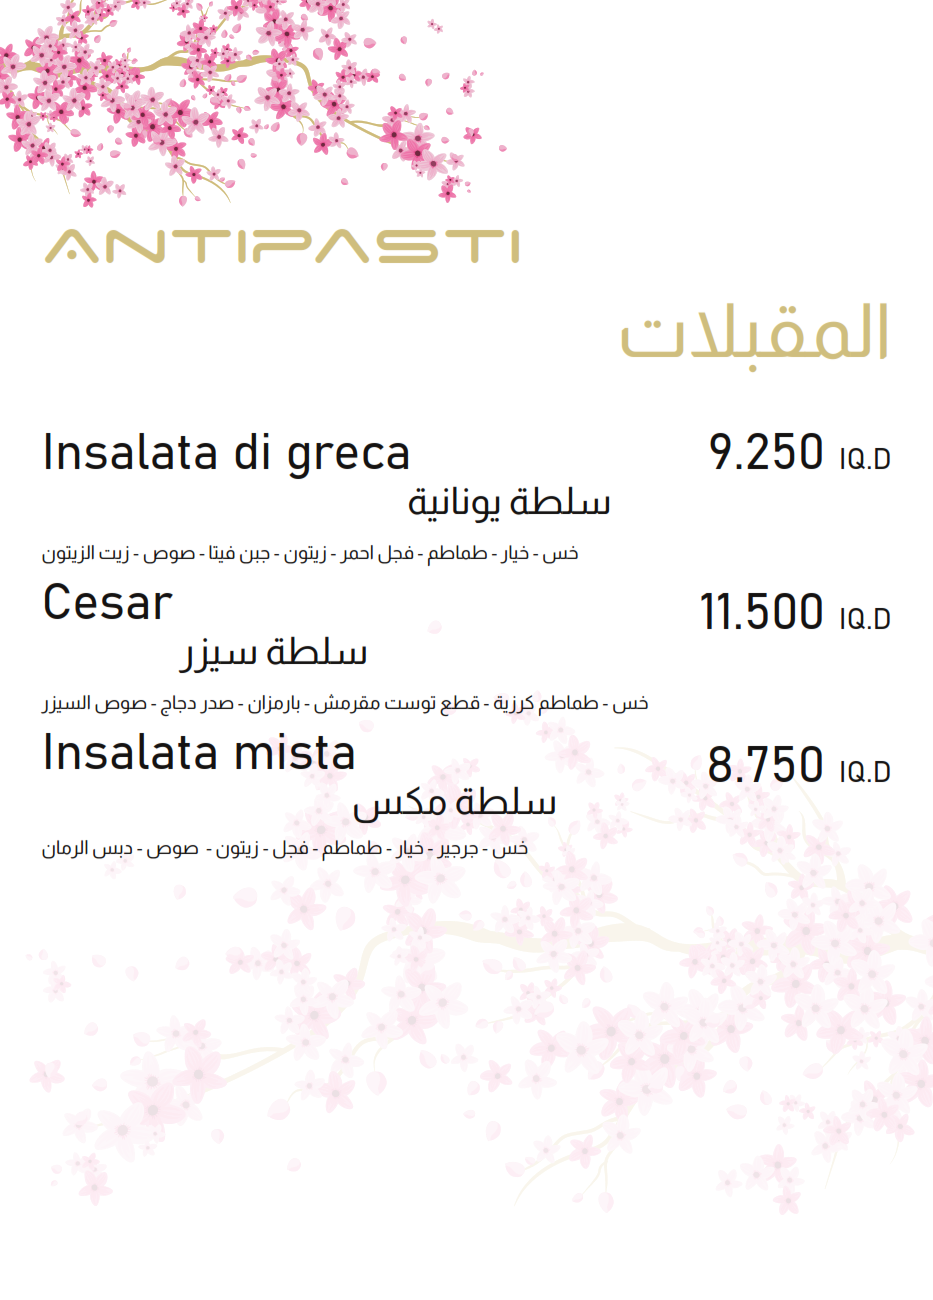 ANTIPASTI
المقبلات
Insalata di greca 9.250 IQ.D
سلطة يونانية
خس - خيار - طماطم - فجل احمر - زيتون - جبن فيتا - صوص - زيت الزيتون
Cesar 11.500 IQ.D
سلطة سيزر
خس - طماطم كرزية - قطع توست مقرمش - بارمزان - صدر دجاج - صوص السيزر
Insalata mista 8.750 IQ.D
سلطة مكس
خس - جرجير - خيار - طماطم - فجل - زيتون - صوص - دبس الرمان